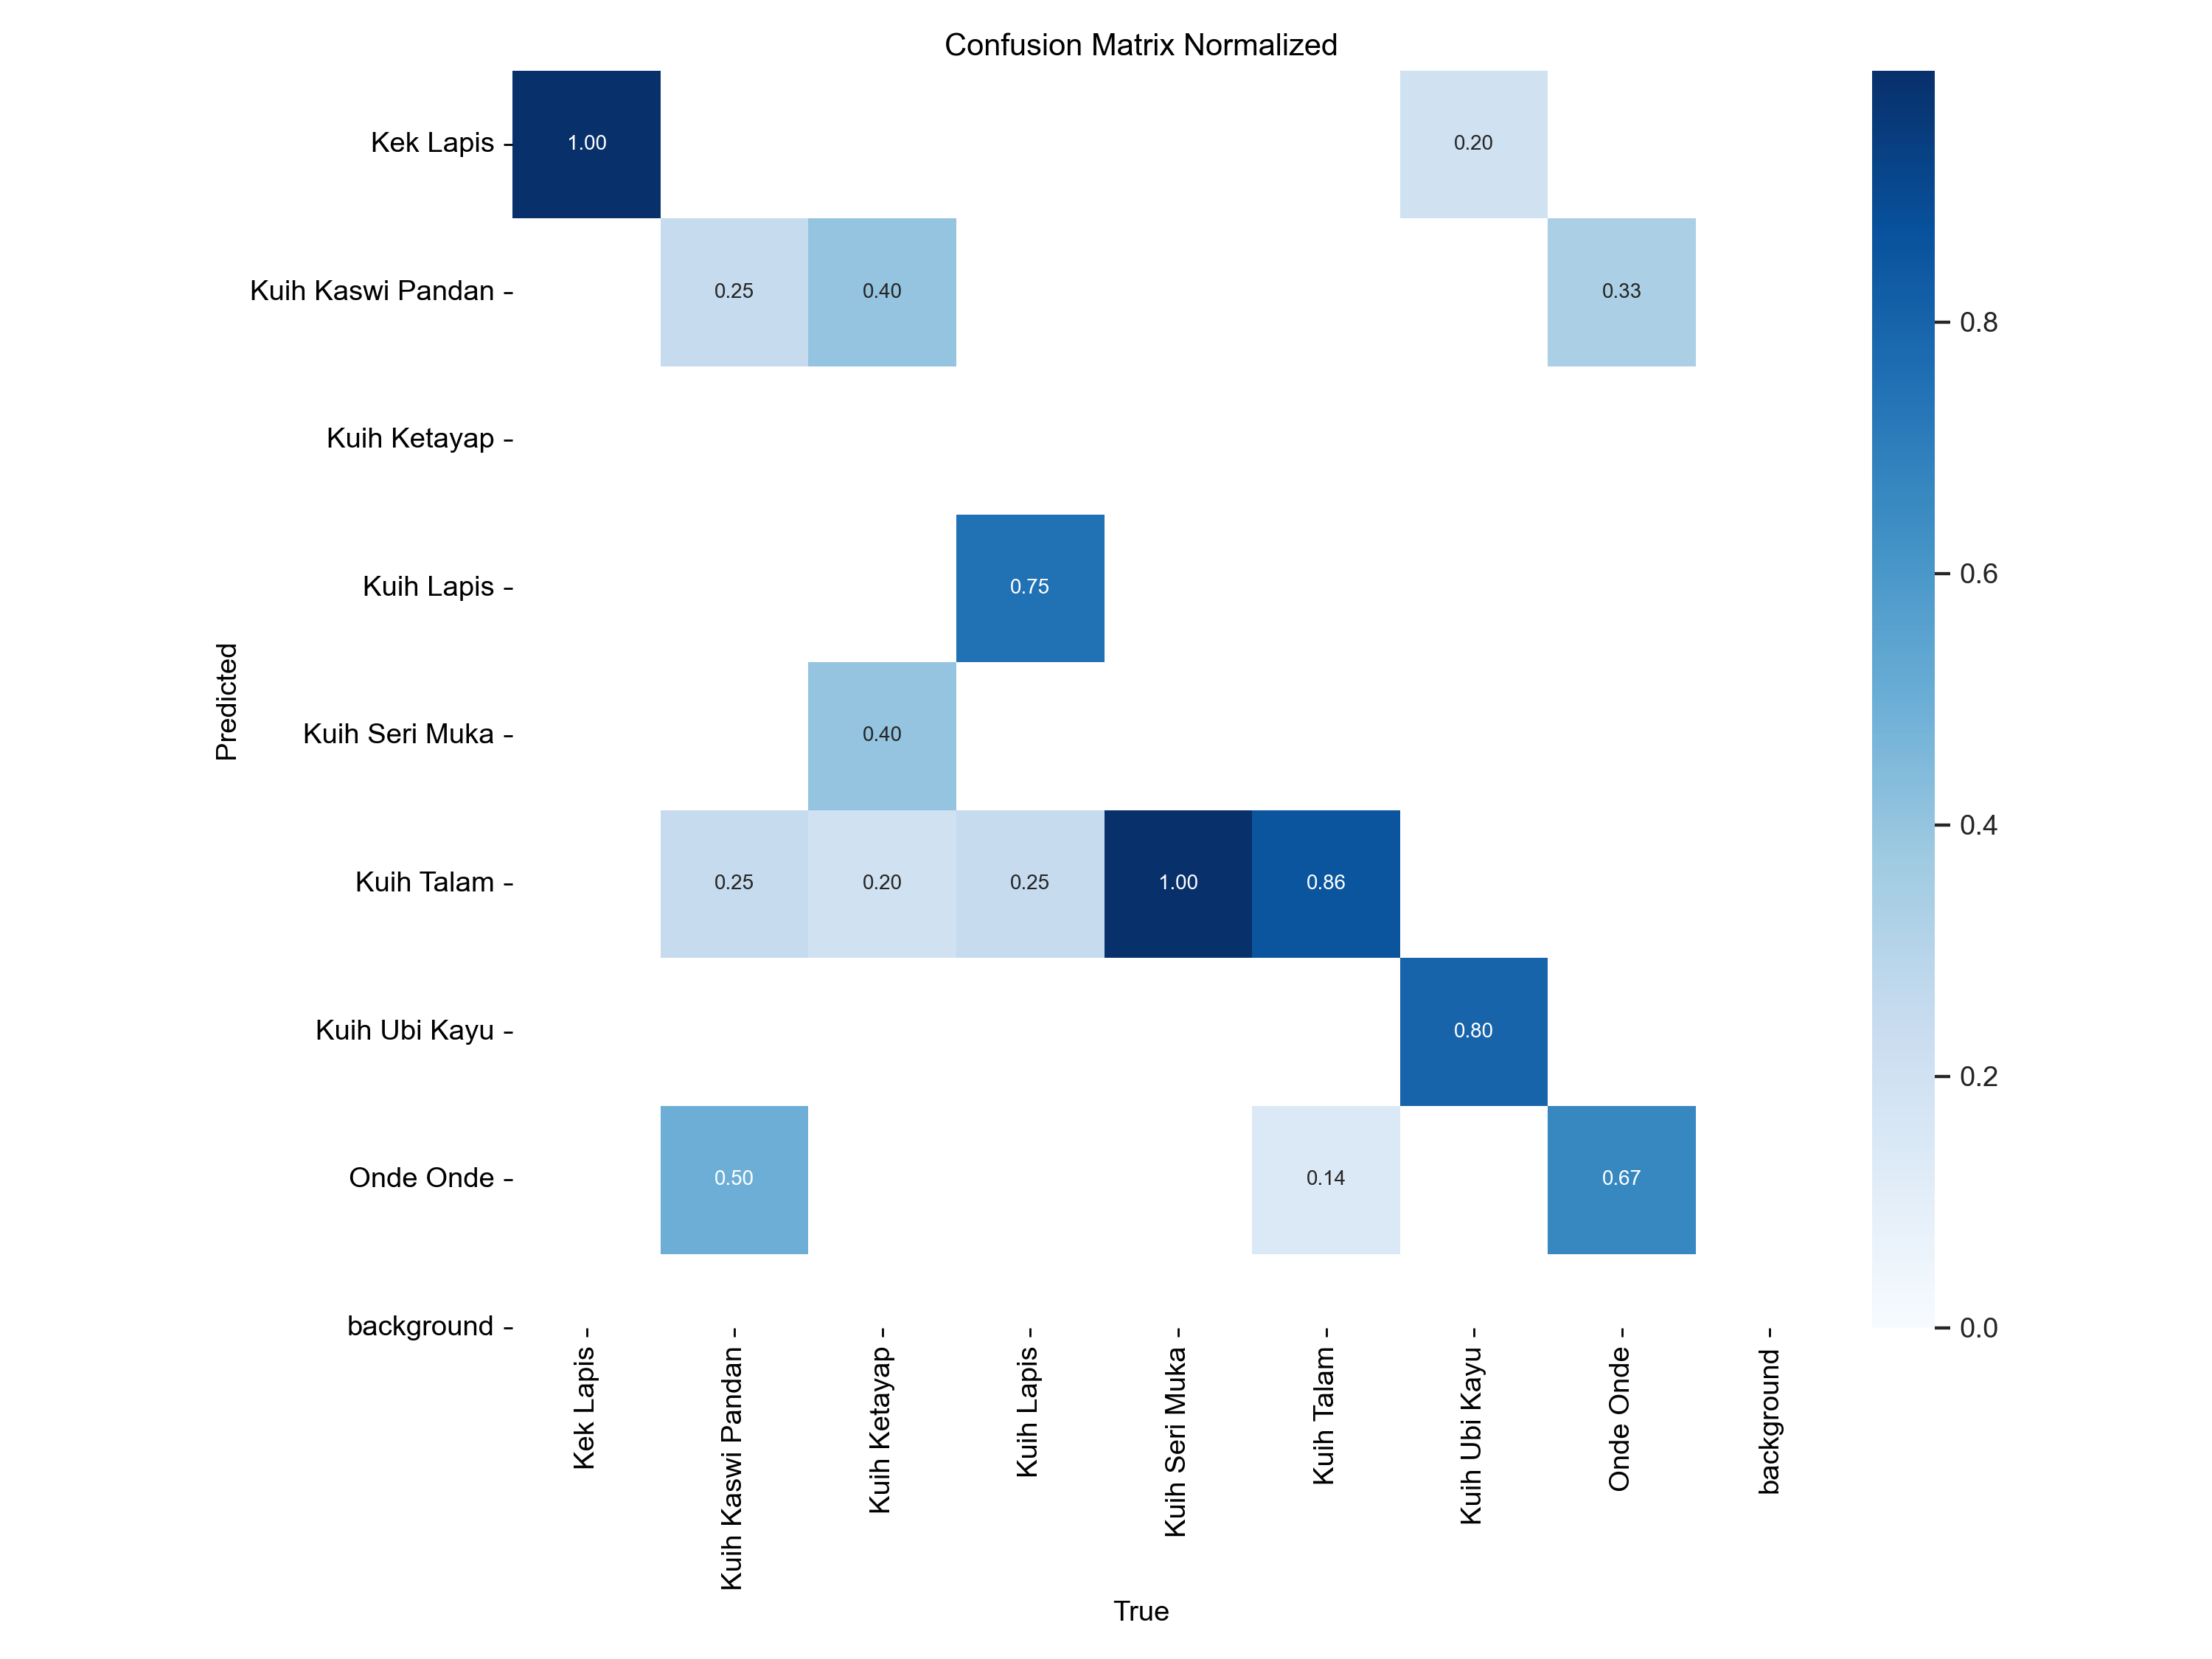 Confusion Matrix Normalized
Kek Lapis
1.00
0.20
Kuih Kaswi Pandan
0.25
0.40
0.33
Kuih Ketayap
Kuih Lapis
0.75
Kuih Seri Muka
0.40
Kuih Talam
0.25
0.20
0.25
1.00
0.86
Kuih Ubi Kayu
0.80
Onde Onde
0.50
0.14
0.67
background
Predicted
Kek Lapis
Kuih Kaswi Pandan
Kuih Ketayap
Kuih Lapis
Kuih Seri Muka
Kuih Talam
Kuih Ubi Kayu
Onde Onde
background
True
0.8
0.6
0.4
0.2
0.0